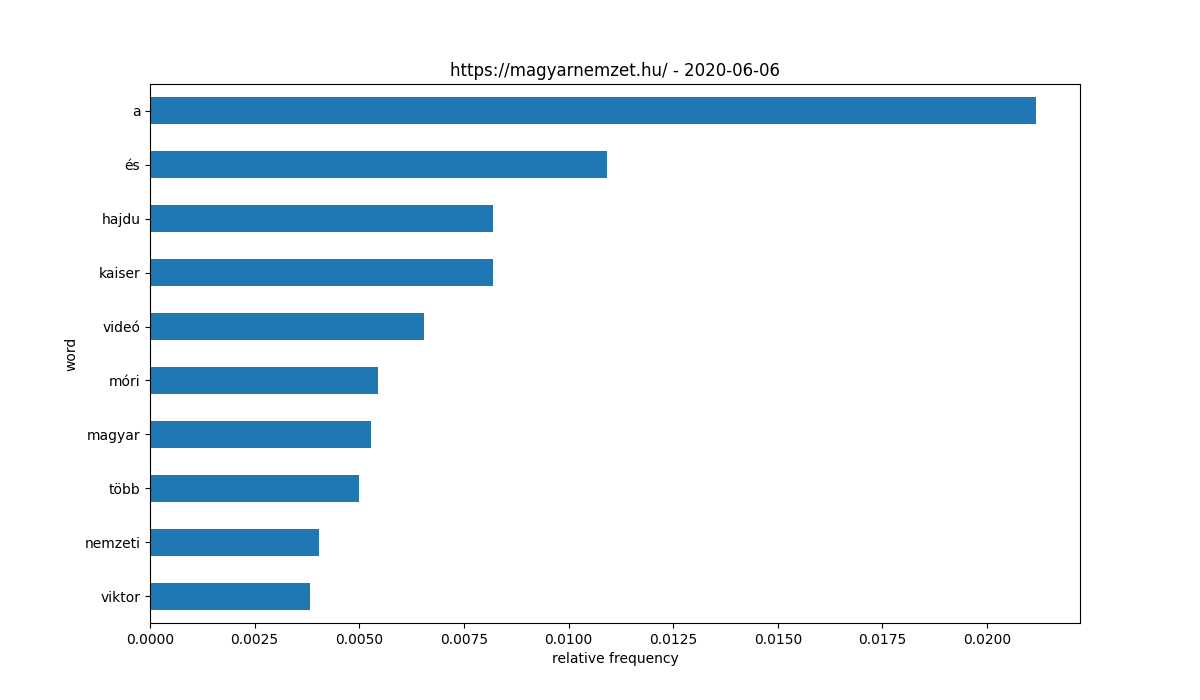 https://magyarnemzet.hu/ - 2020-06-06
a
és
hajdu
kaiser
videó
móri
magyar
több
nemzeti
viktor
word
0.0000 0.0025 0.0050 0.0075 0.0100 0.0125 0.0150 0.0175 0.0200
relative frequency